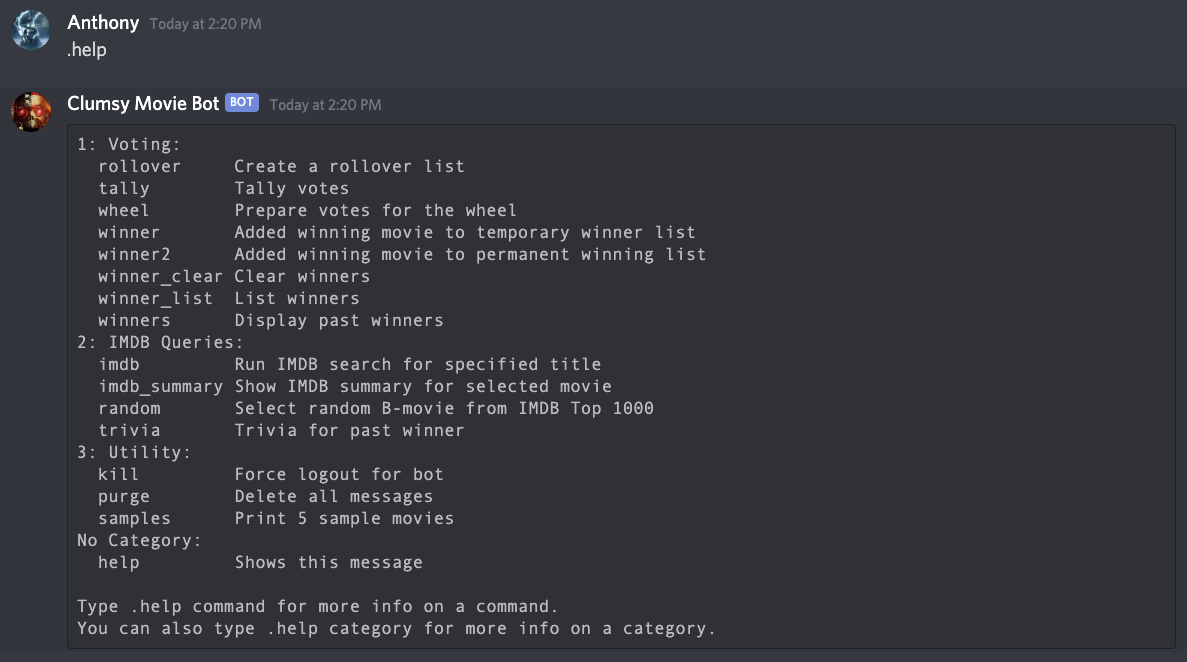 Anthony Today at 2:20 PM
.help
Clumsy Movie Bot BOT Today at 2:20 PM
1: Voting:
  rollover     Create a rollover list
  tally        Tally votes
  wheel        Prepare votes for the wheel
  winner       Added winning movie to temporary winner list
  winner2      Added winning movie to permanent winning list
  winner_clear Clear winners
  winner_list  List winners
  winners      Display past winners
2: IMDB Queries:
  imdb         Run IMDB search for specified title
  imdb_summary Show IMDB summary for selected movie
  random       Select random B-movie from IMDB Top 1000
  trivia       Trivia for past winner
3: Utility:
  kill         Force logout for bot
  purge        Delete all messages
  samples      Print 5 sample movies
No Category:
  help         Shows this message

Type .help command for more info on a command.
You can also type .help category for more info on a category.